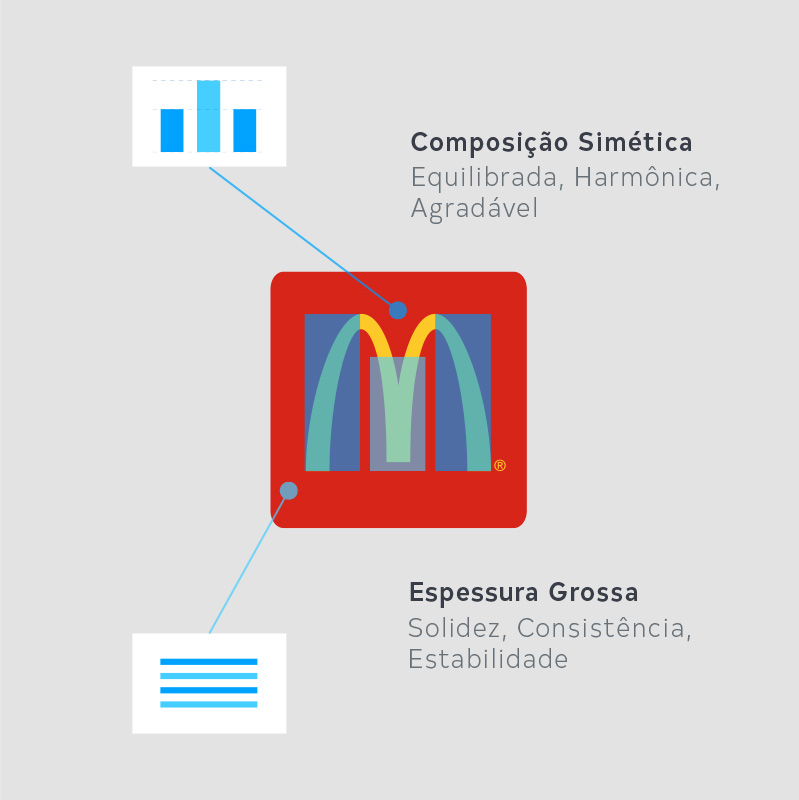 Composição Simética
Equilibrada, Harmônica,
Agradável
®
Espessura Grossa
Solidez, Consistência,
Estabilidade